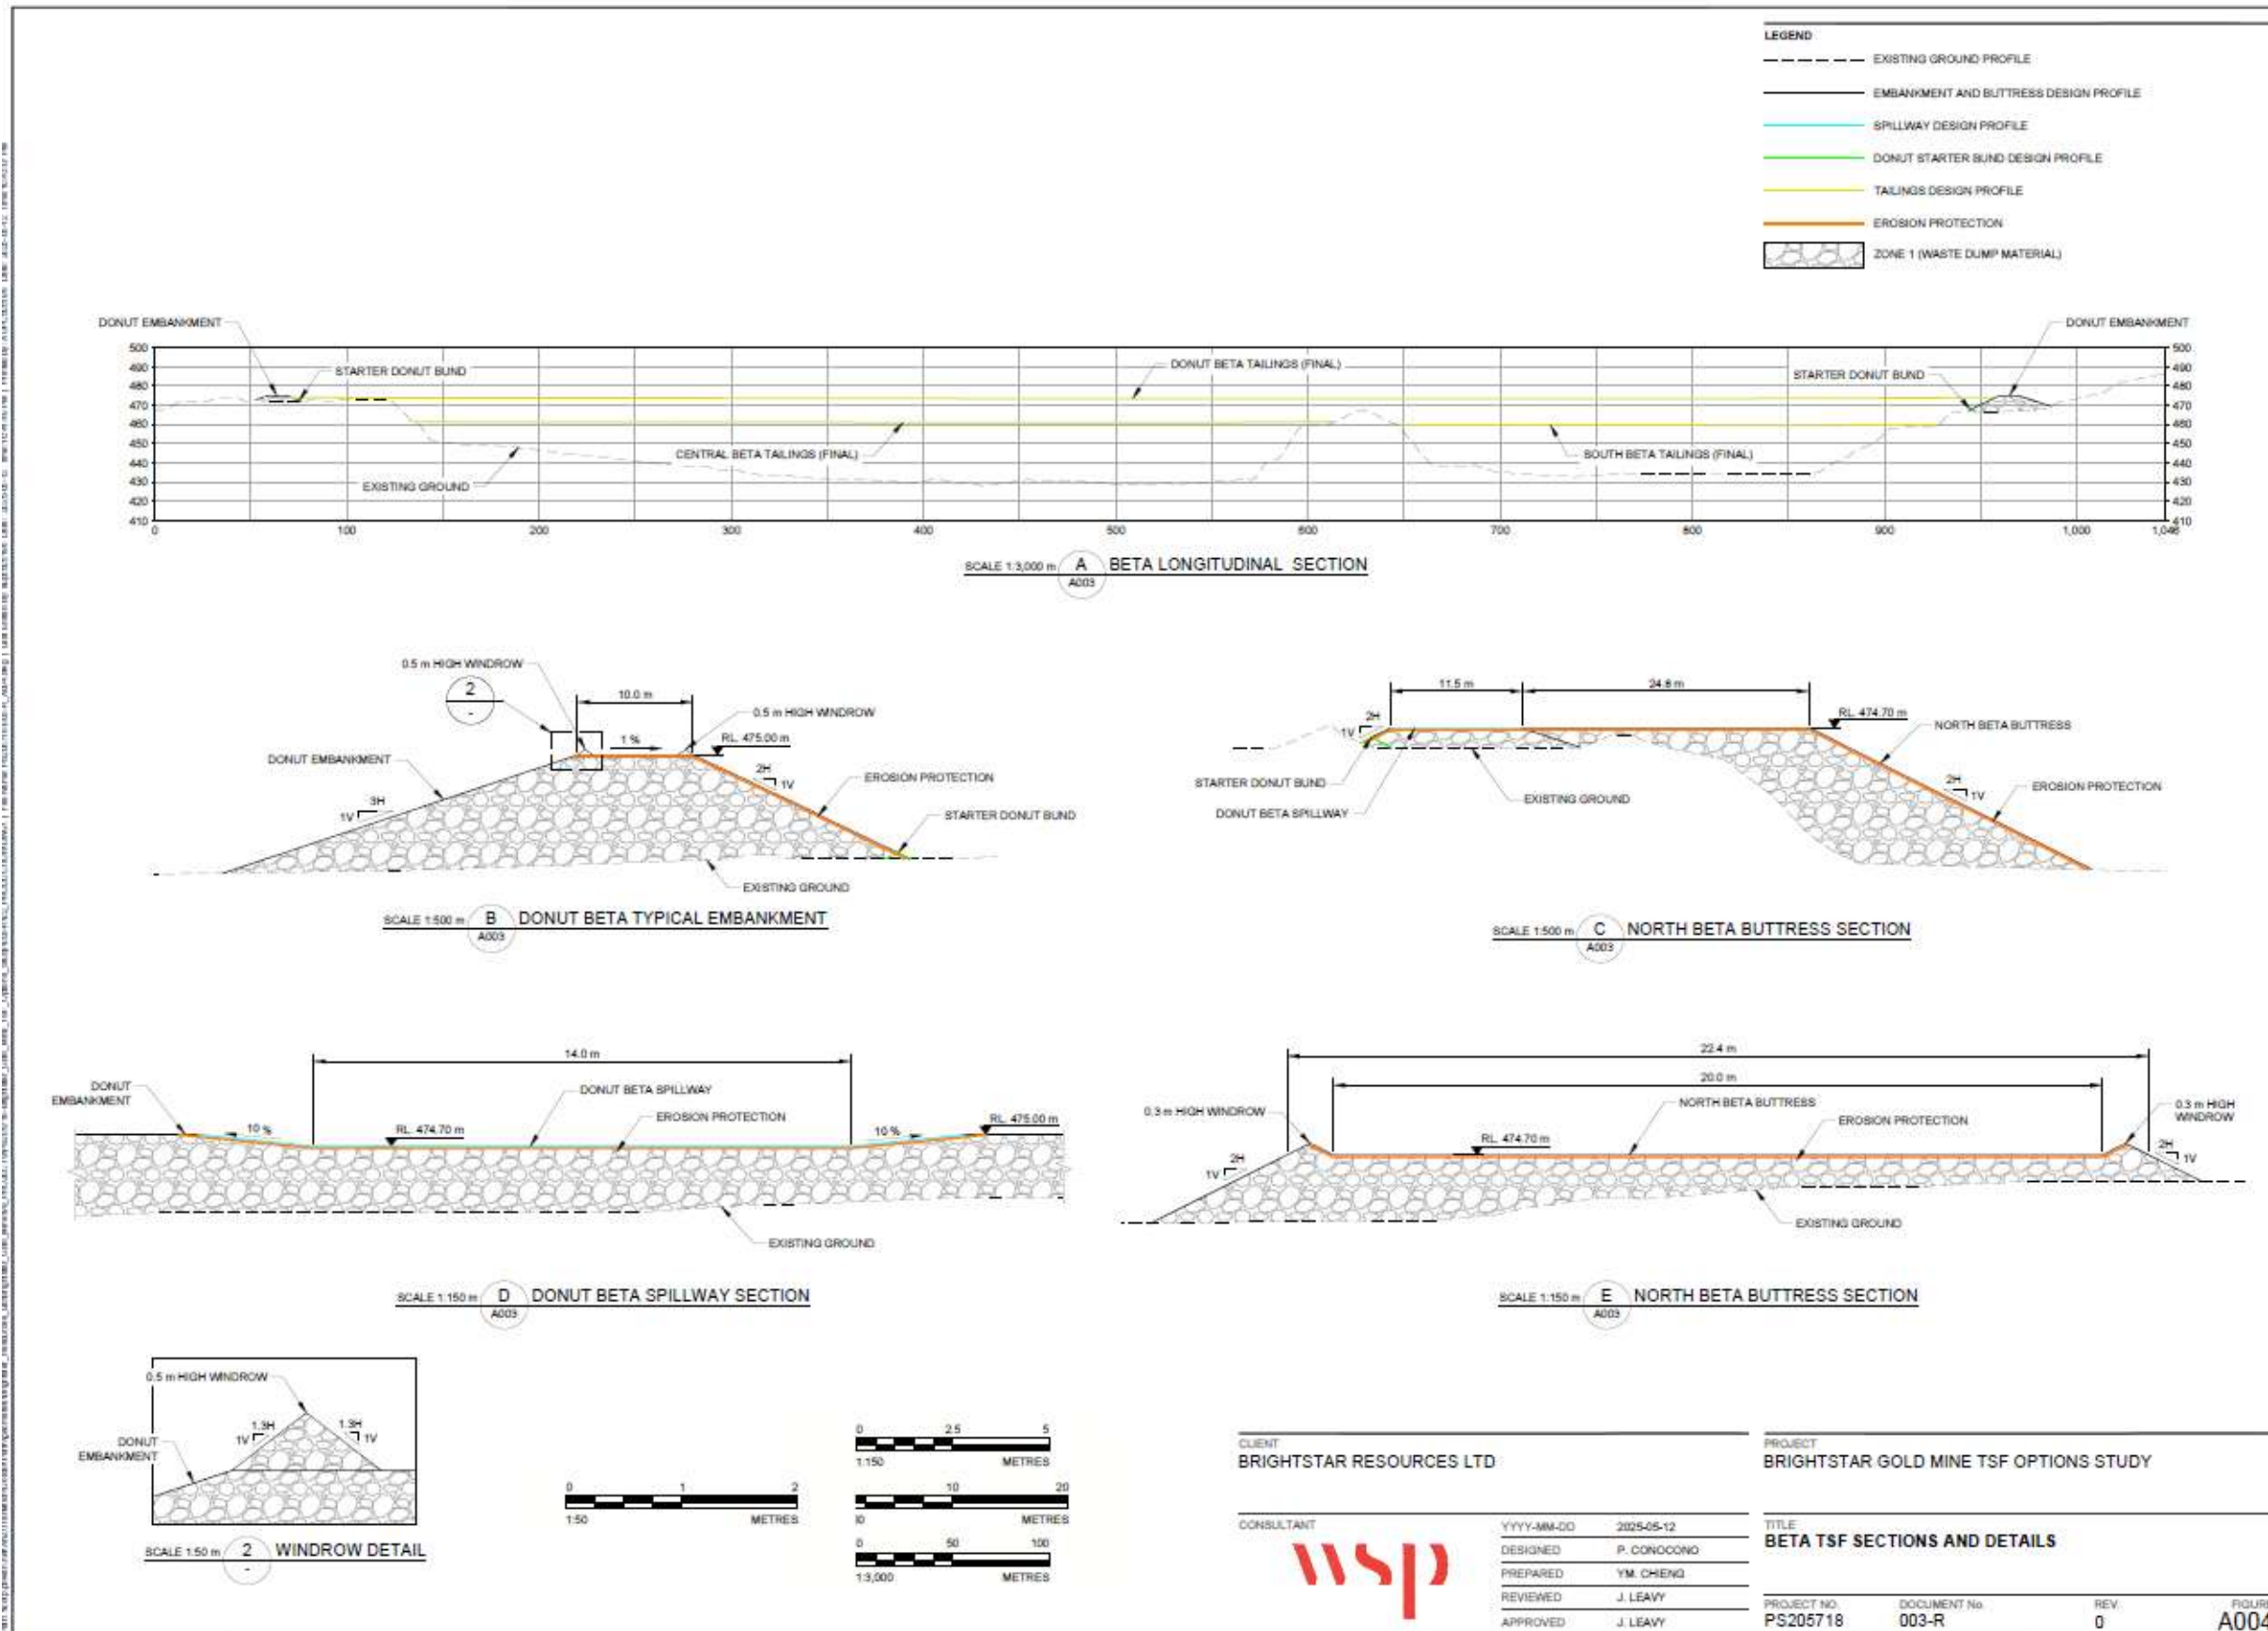 LEGEND
EXISTING GROUND PROFILE
EMBANKMENT AND BUTTRESS DESIGN PROFILE
SPILLWAY DESIGN PROFILE
DONUT STARTER BUND DESIGN PROFILE
TAILINGS DESIGN PROFILE
EROSION PROTECTION
ZONE 1 (WASTE DUMP MATERIAL)
DONUT EMBANKMENT
DONUT EMBANKMENT
500
490
480
470
460
450
440
430
420
410
STARTER DONUT BUND
DONUT BETA TAILINGS (FINAL)
STARTER DONUT BUND
CENTRAL BETA TAILINGS (FINAL)
SOUTH BETA TAILINGS (FINAL)
EXISTING GROUND
500
490
480
470
460
450
440
430
420
410
0 100 200 300 400 500 600 700 800 900 1,000 1,046
SCALE 1:3,000 m A BETA LONGITUDINAL SECTION
A003
0.5 m HIGH WINDROW
2
-
10.0 m
0.5 m HIGH WINDROW
1 %
RL. 475.00 m
DONUT EMBANKMENT
2H
1V
EROSION PROTECTION
3H
1V
STARTER DONUT BUND
EXISTING GROUND
SCALE 1:500 m B DONUT BETA TYPICAL EMBANKMENT
A003
11.5 m
24.8 m
2H
1V
RL. 474.70 m
NORTH BETA BUTTRESS
STARTER DONUT BUND
2H
1V
EROSION PROTECTION
EXISTING GROUND
DONUT BETA SPILLWAY
SCALE 1:500 m C NORTH BETA BUTTRESS SECTION
A003
14.0 m
DONUT
EMBANKMENT
DONUT BETA SPILLWAY
EROSION PROTECTION
10 %
RL. 474.70 m
10 %
RL. 475.00 m
EXISTING GROUND
SCALE 1:150 m D DONUT BETA SPILLWAY SECTION
A003
22.4 m
20.0 m
0.3 m HIGH WINDROW
NORTH BETA BUTTRESS
EROSION PROTECTION
0.3 m HIGH
WINDROW
RL. 474.70 m
2H
1V
2H
1V
EXISTING GROUND
SCALE 1:150 m E NORTH BETA BUTTRESS SECTION
A003
0.5 m HIGH WINDROW
1.3H
1V
1.3H
1V
DONUT
EMBANKMENT
SCALE 1:50 m 2 WINDROW DETAIL
-
0 1 2
1:50 METRES
0 2.5 5
1:150 METRES
10 20
METRES
0 50 100
1:3,000 METRES
CLIENT
BRIGHTSTAR RESOURCES LTD
PROJECT
BRIGHTSTAR GOLD MINE TSF OPTIONS STUDY
CONSULTANT
wsp
YYYY-MM-DD 2025-05-12
DESIGNED P. CONOCONO
PREPARED YM. CHIENG
REVIEWED J. LEAVY
APPROVED J. LEAVY
TITLE
BETA TSF SECTIONS AND DETAILS
PROJECT NO. DOCUMENT No. REV. FIGURE
PS205718 003-R 0 A004